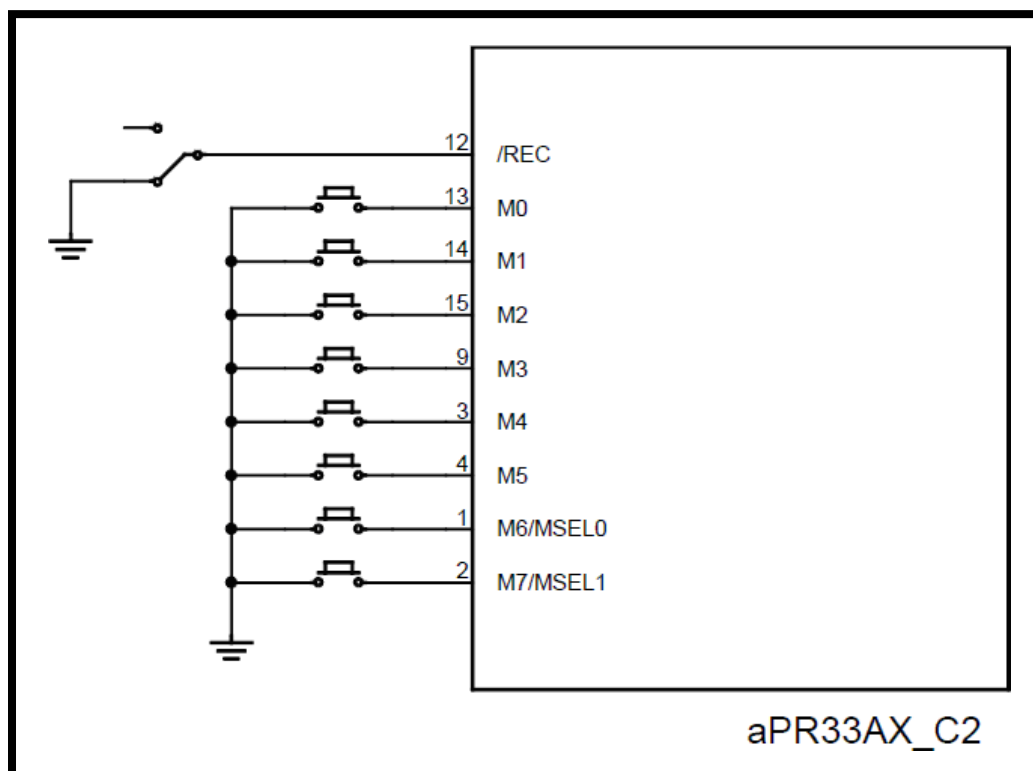 12 /REC
13 M0
14 M1
15 M2
9 M3
3 M4
4 M5
1 M6/MSEL0
2 M7/MSEL1
aPR33AX_C2